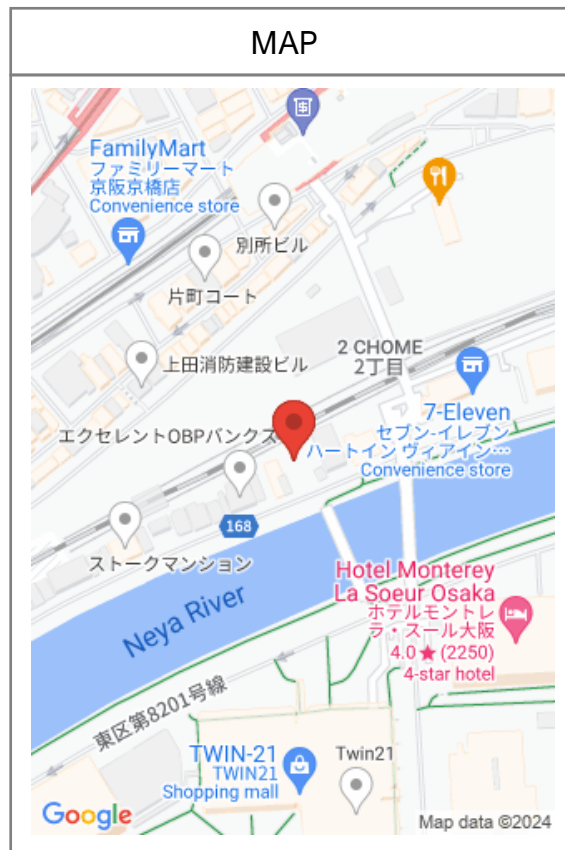 MAP
FamilyMart
ファミリーマート
京阪京橋店
Convenience store
別所ビル
片町コート
上田消防建設ビル
2 CHOME
2丁目
7-Eleven
セブン-イレブン
ハートイン ヴィアイン…
Convenience store
エクセレントOBPバンクス
168
ストークマンション
Neya River
Hotel Monterey
La Soeur Osaka
ホテルモントレ
ラ・スール大阪
4.0★(2250)
4-star hotel
東区第8201号線
TWIN-21
TWIN21
Shopping mall
Twin21
Google
Map data ©2024